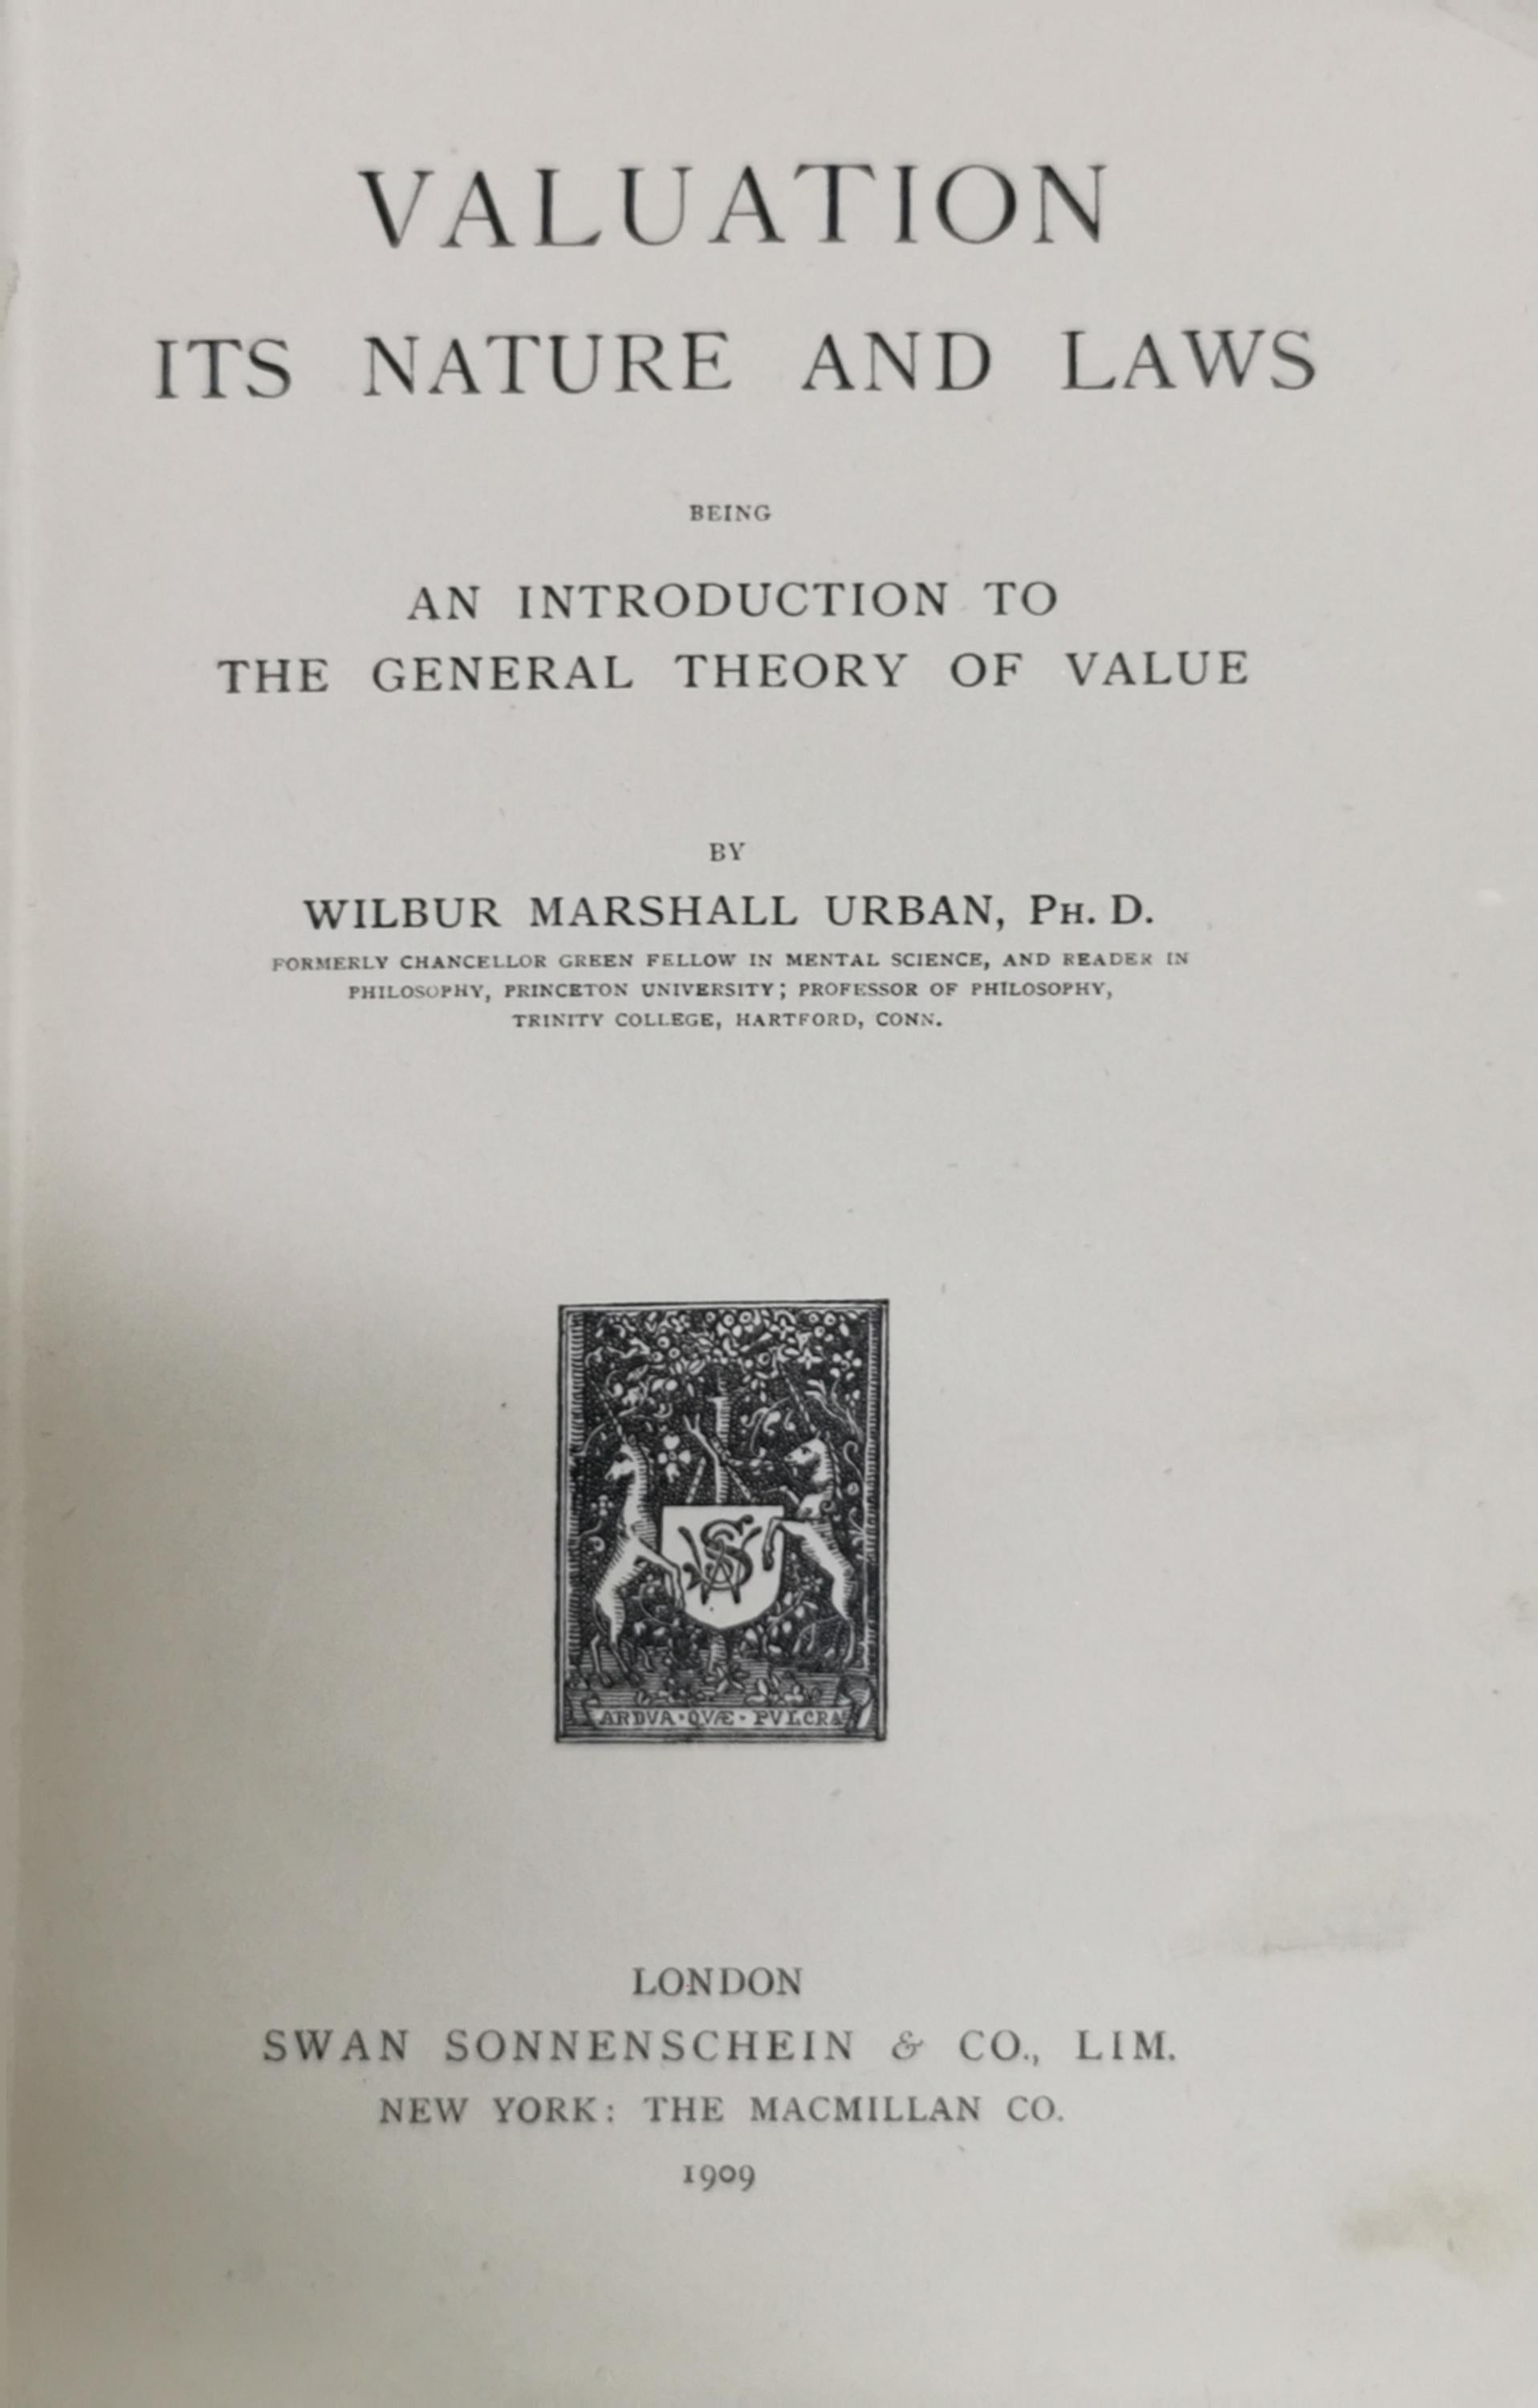 VALUATION
ITS NATURE AND LAWS
BEING
AN INTRODUCTION TO
THE GENERAL THEORY OF VALUE
BY
WILBUR MARSHALL URBAN, PH. D.
FORMERLY CHANCELLOR GREEN FELLOW IN MENTAL SCIENCE, AND READER IN
PHILOSOPHY, PRINCETON UNIVERSITY; PROFESSOR OF PHILOSOPHY,
TRINITY COLLEGE, HARTFORD, CONN.
ARDVA·QVÆ·PVLCRA
LONDON
SWAN SONNENSCHEIN & CO., LIM.
NEW YORK: THE MACMILLAN CO.
1909